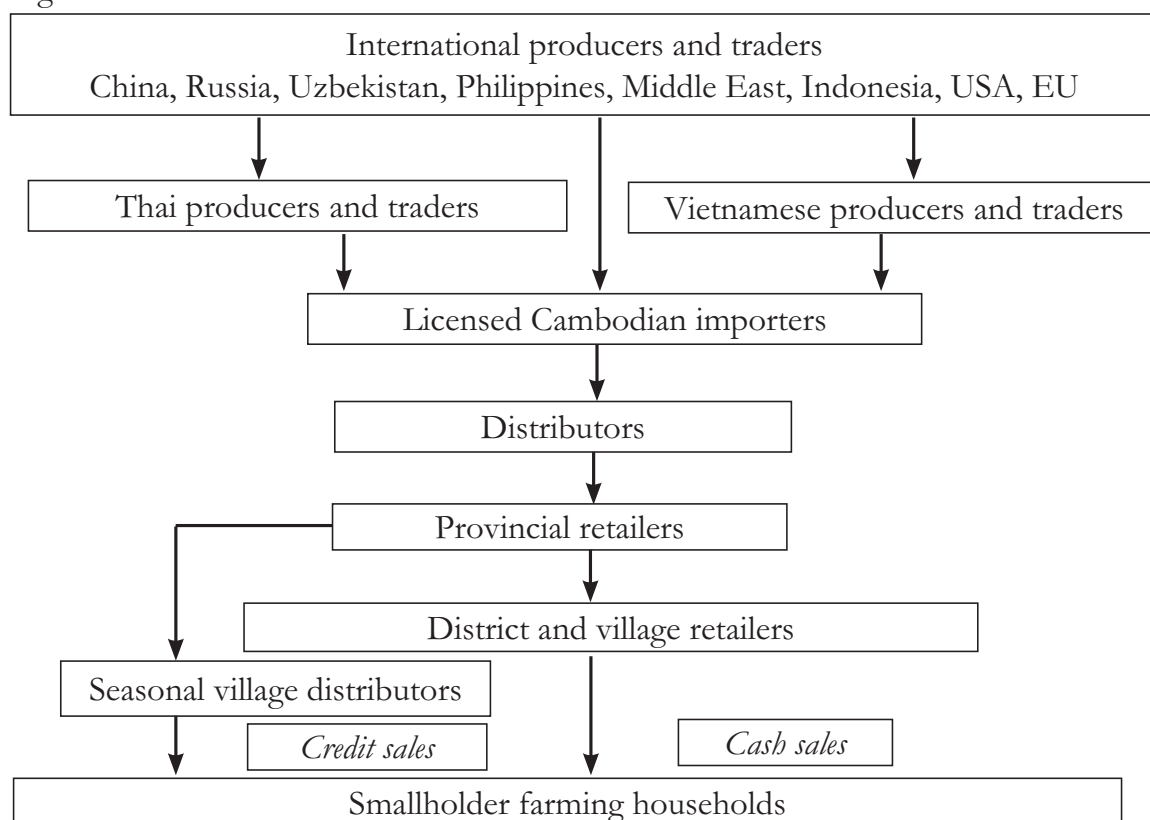 International producers and traders
China, Russia, Uzbekistan, Philippines, Middle East, Indonesia, USA, EU
Thai producers and traders
Vietnamese producers and traders
Licensed Cambodian importers
Distributors
Provincial retailers
District and village retailers
Seasonal village distributors
Credit sales
Cash sales
Smallholder farming households